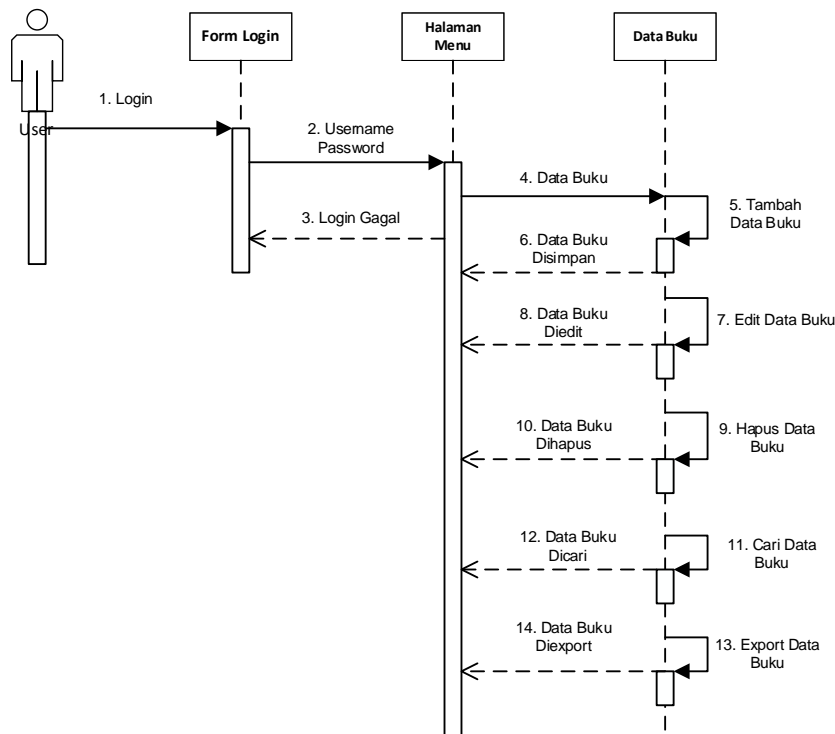 Form Login
Halaman
Menu
Data Buku
User
1. Login
2. Username
Password
3. Login Gagal
4. Data Buku
5. Tambah
Data Buku
6. Data Buku
Disimpan
7. Edit Data Buku
8. Data Buku
Diedit
9. Hapus Data
Buku
10. Data Buku
Dihapus
11. Cari Data
Buku
12. Data Buku
Dicari
13. Export Data
Buku
14. Data Buku
Diexport